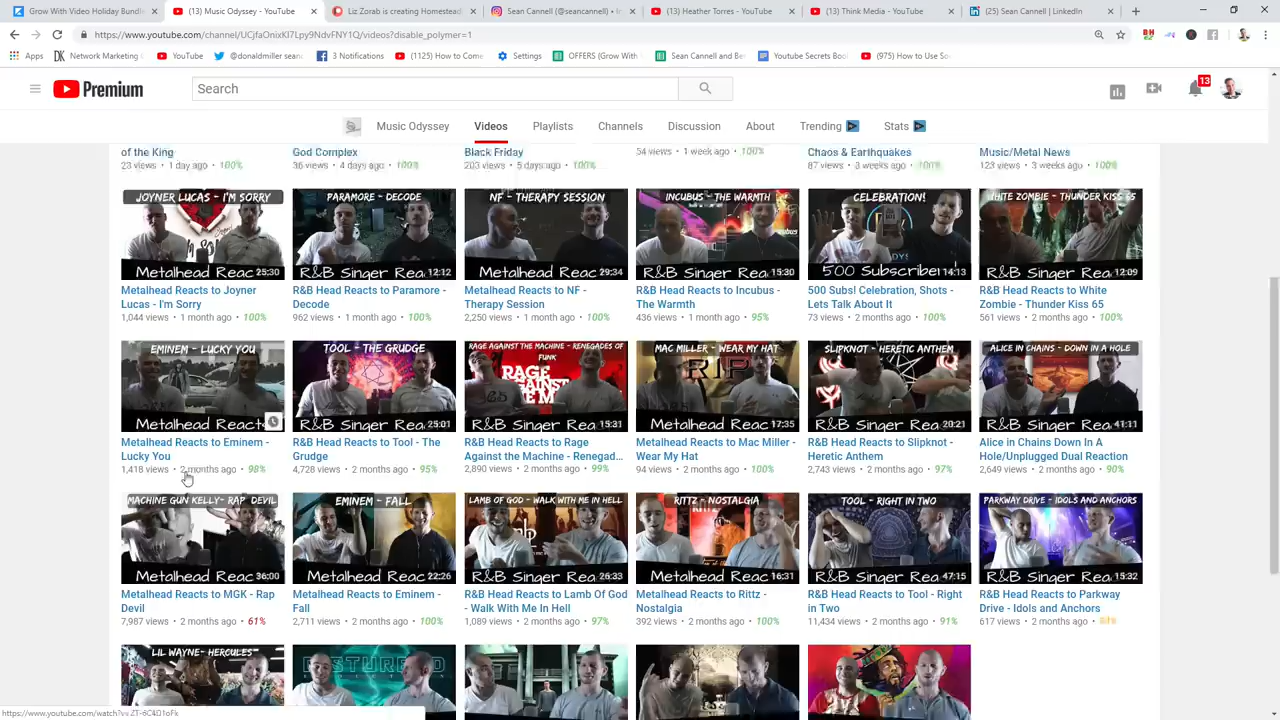 Grow With Video Holiday Bundle
(13) Music Odyssey - YouTube
Liz Zorab is creating Homestead
Sean Cannell (@seancannell) • In
(13) Heather Torres - YouTube
(13) Think Media - YouTube
(25) Sean Cannell | LinkedIn
https://www.youtube.com/channel/UCjfaOnixKl7Lpy9NdvFNY1Q/videos?disable_polymer=1
Apps
Network Marketing
YouTube
@donaldmiller sean
3 Notifications
(1125) How to Come
Settings
OFFERS (Grow With
Sean Cannell and Be
Youtube Secrets Boo
(975) How to Use So
Premium
Search
13
Music Odyssey
Videos
Playlists
Channels
Discussion
About
Trending
Stats
of the King
God Complex
Black Friday
Chaos & Earthquakes
Music/Metal News
23 views • 1 day ago • 100%
36 views • 4 days ago • 100%
203 views • 5 days ago • 100%
54 views • 1 week ago • 100%
87 views • 3 weeks ago • 100%
123 views • 3 weeks ago • 100%
JOYNER LUCAS - I'M SORRY
PARAMORE - DECODE
NF - THERAPY SESSION
INCUBUS - THE WARMTH
CELEBRATION!
WHITE ZOMBIE - THUNDER KISS 65
Metalhead Reac 25:30
R&B Singer Rea 12:12
Metalhead Reac 29:34
R&B Singer Rea 15:30
500 Subscribe 14:13
R&B Singer Rea 12:09
Metalhead Reacts to Joyner
Lucas - I'm Sorry
R&B Head Reacts to Paramore -
Decode
Metalhead Reacts to NF -
Therapy Session
R&B Head Reacts to Incubus -
The Warmth
500 Subs! Celebration, Shots -
Lets Talk About It
R&B Head Reacts to White
Zombie - Thunder Kiss 65
1,044 views • 1 month ago • 100%
962 views • 1 month ago • 100%
2,250 views • 1 month ago • 100%
436 views • 1 month ago • 95%
73 views • 2 months ago • 100%
561 views • 2 months ago • 100%
EMINEM - LUCKY YOU
TOOL - THE GRUDGE
RAGE AGAINST THE MACHINE - RENEGADES OF
FUNK
MAC MILLER - WEAR MY HAT
SLIPKNOT - HERETIC ANTHEM
ALICE IN CHAINS - DOWN IN A HOLE
RAGE
RIP
Metalhead React
R&B Singer Rea 25:01
R&B Singer Rea 15:31
Metalhead Reac 17:35
R&B Singer Rea 20:21
41:11
Metalhead Reacts to Eminem -
Lucky You
R&B Head Reacts to Tool - The
Grudge
R&B Head Reacts to Rage
Against the Machine - Renegad...
Metalhead Reacts to Mac Miller -
Wear My Hat
R&B Head Reacts to Slipknot -
Heretic Anthem
Alice in Chains Down In A
Hole/Unplugged Dual Reaction
1,418 views • 2 months ago • 98%
4,728 views • 2 months ago • 95%
2,890 views • 2 months ago • 99%
94 views • 2 months ago • 100%
2,743 views • 2 months ago • 97%
2,649 views • 2 months ago • 90%
MACHINE GUN KELLY- RAP DEVIL
EMINEM - FALL
LAMB OF GOD - WALK WITH ME IN HELL
RITTZ - NOSTALGIA
TOOL - RIGHT IN TWO
PARKWAY DRIVE - IDOLS AND ANCHORS
Metalhead Reac 36:00
Metalhead Reac 22:26
R&B Singer Rea 26:33
Metalhead Reac 16:31
R&B Singer Rea 47:15
R&B Singer Rea 15:32
Metalhead Reacts to MGK - Rap
Devil
Metalhead Reacts to Eminem -
Fall
R&B Head Reacts to Lamb Of God
- Walk With Me In Hell
Metalhead Reacts to Rittz -
Nostalgia
R&B Head Reacts to Tool - Right
in Two
R&B Head Reacts to Parkway
Drive - Idols and Anchors
7,987 views • 2 months ago • 61%
2,711 views • 2 months ago • 100%
1,089 views • 2 months ago • 97%
392 views • 2 months ago • 100%
11,434 views • 2 months ago • 91%
617 views • 2 months ago • 81%
LIL WAYNE- HERCULES
DISTURBED